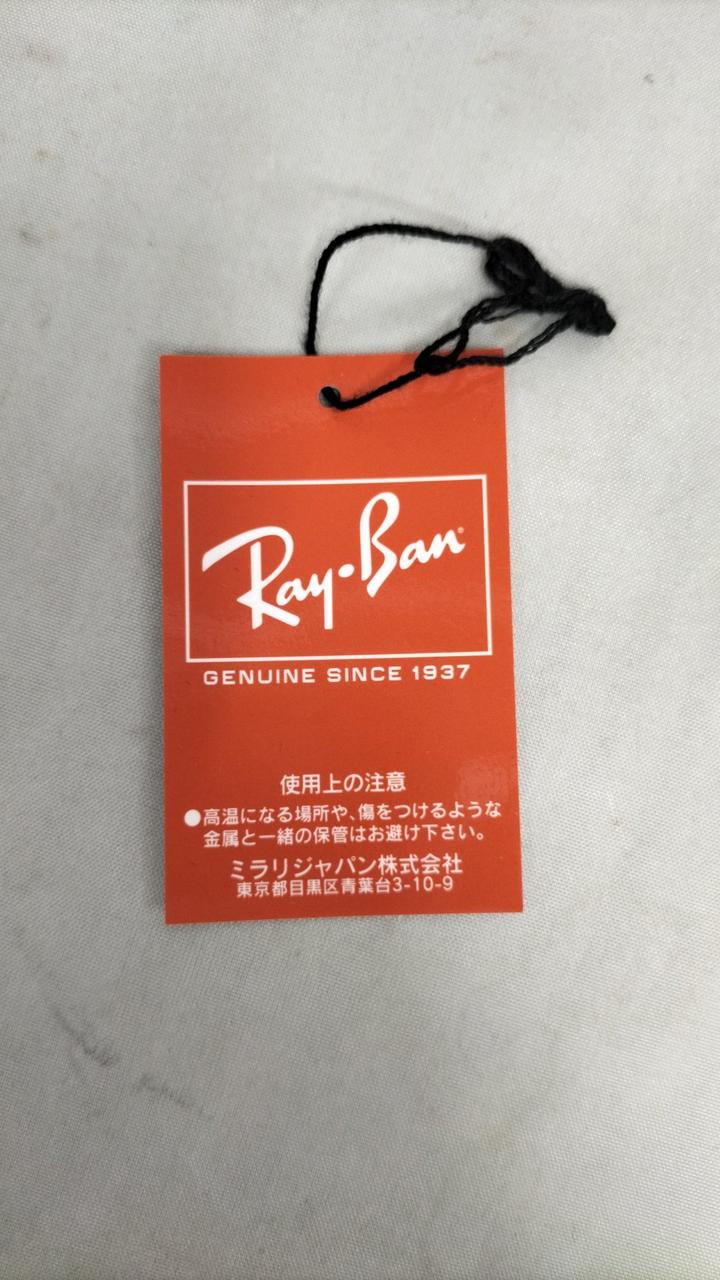 Ray-Ban®
GENUINE SINCE 1937
使用上の注意
●高温になる場所や、傷をつけるような
金属と一緒の保管はお避け下さい。
ミラリジャパン株式会社
東京都目黒区青葉台3-10-9